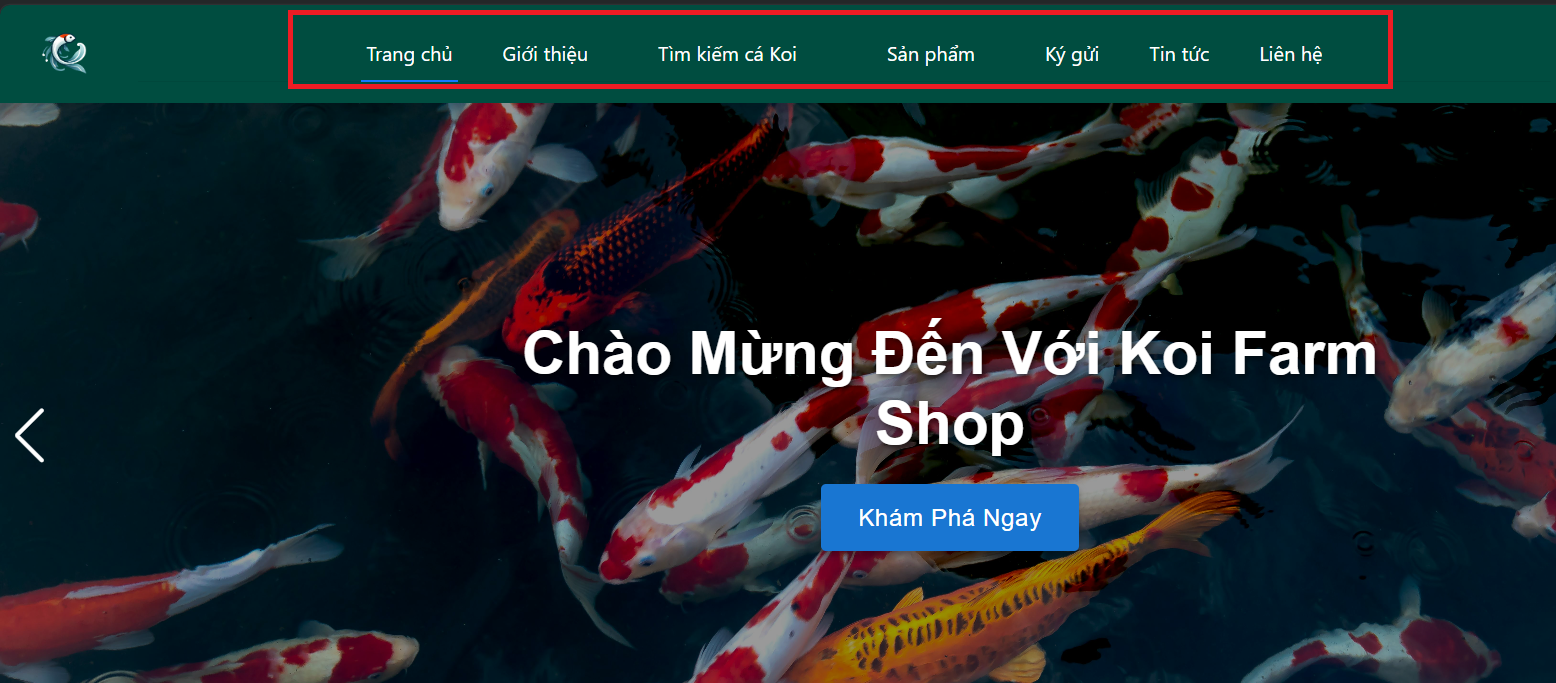 Trang chủ Giới thiệu Tìm kiếm cá Koi Sản phẩm Ký gửi Tin tức Liên hệ
Chào Mừng Đến Với Koi Farm
Shop
Khám Phá Ngay